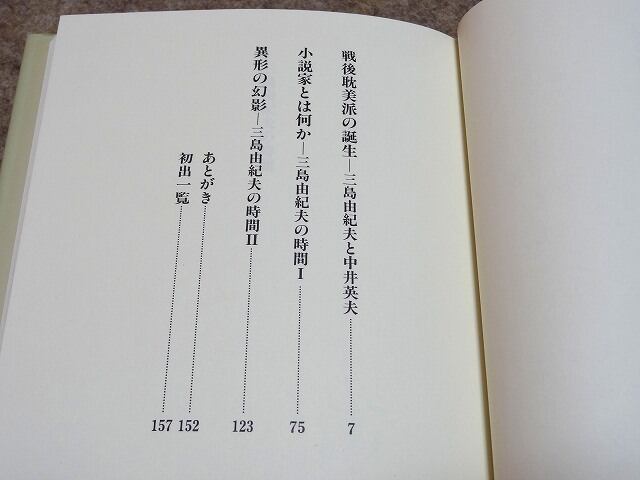 戦後耽美派の誕生―三島由紀夫と中井英夫 7
小説家とは何か―三島由紀夫の時間Ⅰ 75
異形の幻影―三島由紀夫の時間Ⅱ 123
あとがき 152
初出一覧 157